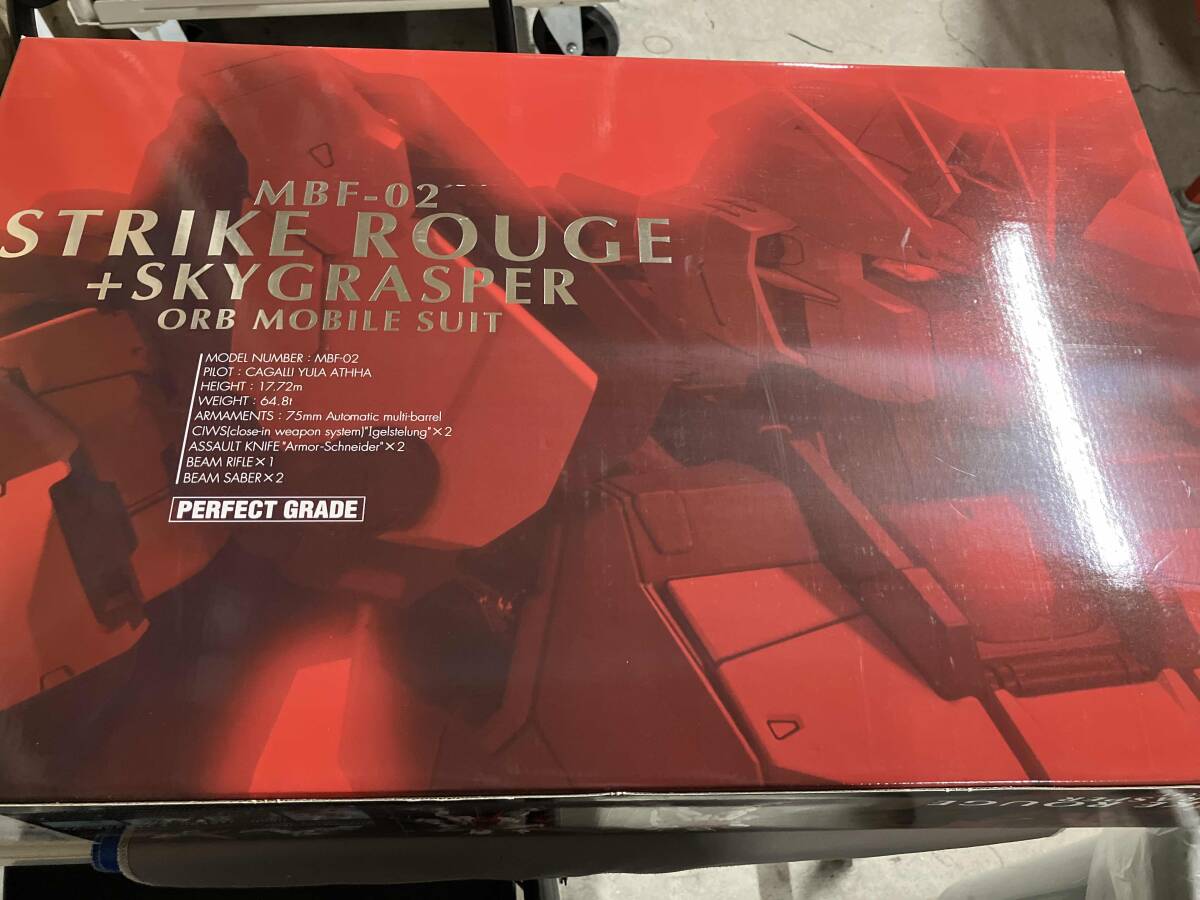 MBF-02
STRIKE ROUGE
+SKYGRASPER
ORB MOBILE SUIT
MODEL NUMBER : MBF-02
PILOT : CAGALLI YULA ATHHA
HEIGHT : 17.72m
WEIGHT : 64.8t
ARMAMENTS : 75mm Automatic multi-barrel
CIWS(close-in weapon system)"Igelstelung"×2
ASSAULT KNIFE "Armor-Schneider"×2
BEAM RIFLE×1
BEAM SABER×2
PERFECT GRADE
ROUGE